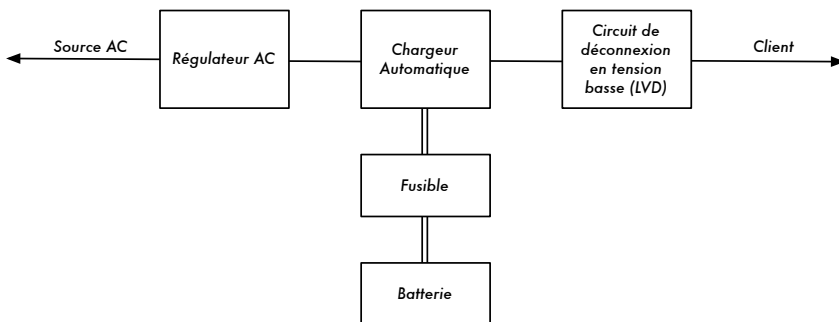 Source AC
Régulateur AC
Chargeur
Automatique
Circuit de
déconnexion
en tension
basse (LVD)
Client
Fusible
Batterie